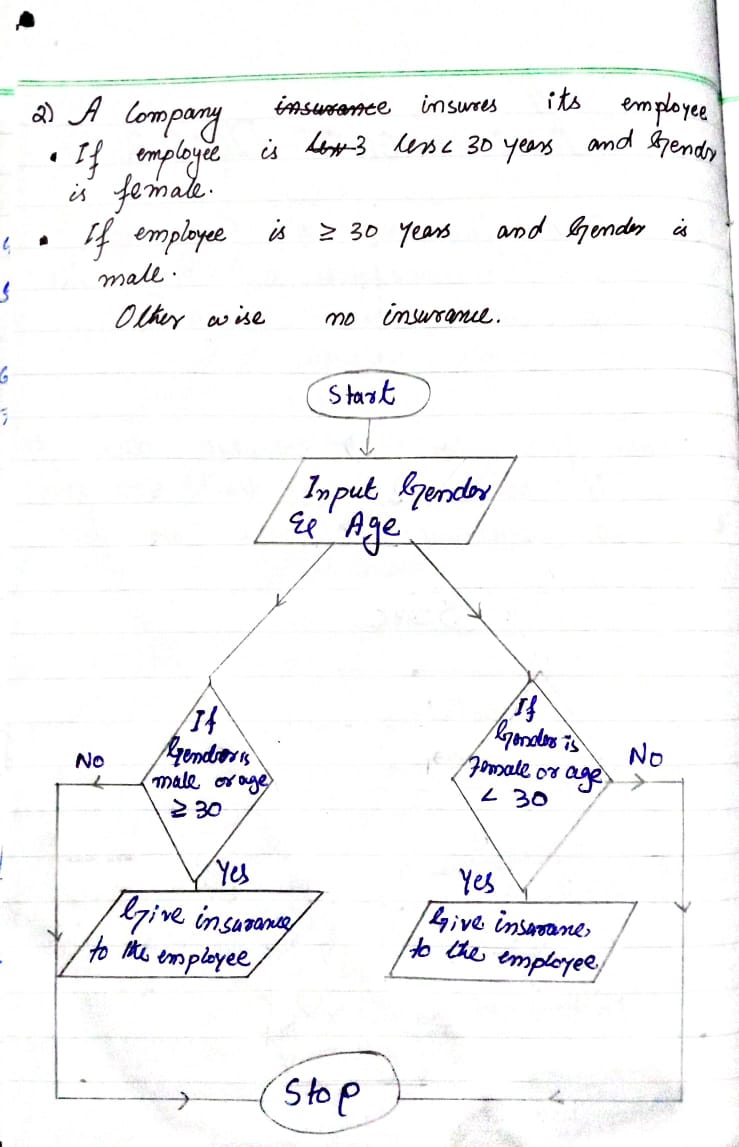 2) A Company insurance insures its employee
• If employee is less 3 less < 30 years and Gendr
is female.
• If employee is ≥ 30 years and Gender is
male.
Other wise no insurance.
Start
Input Gender
& Age
If
Gender is
male or age
≥ 30
No
Yes
Give insurance
to the employee
If
Gender is
Female or age
< 30
No
Yes
Give insurance,
to the employee
Stop